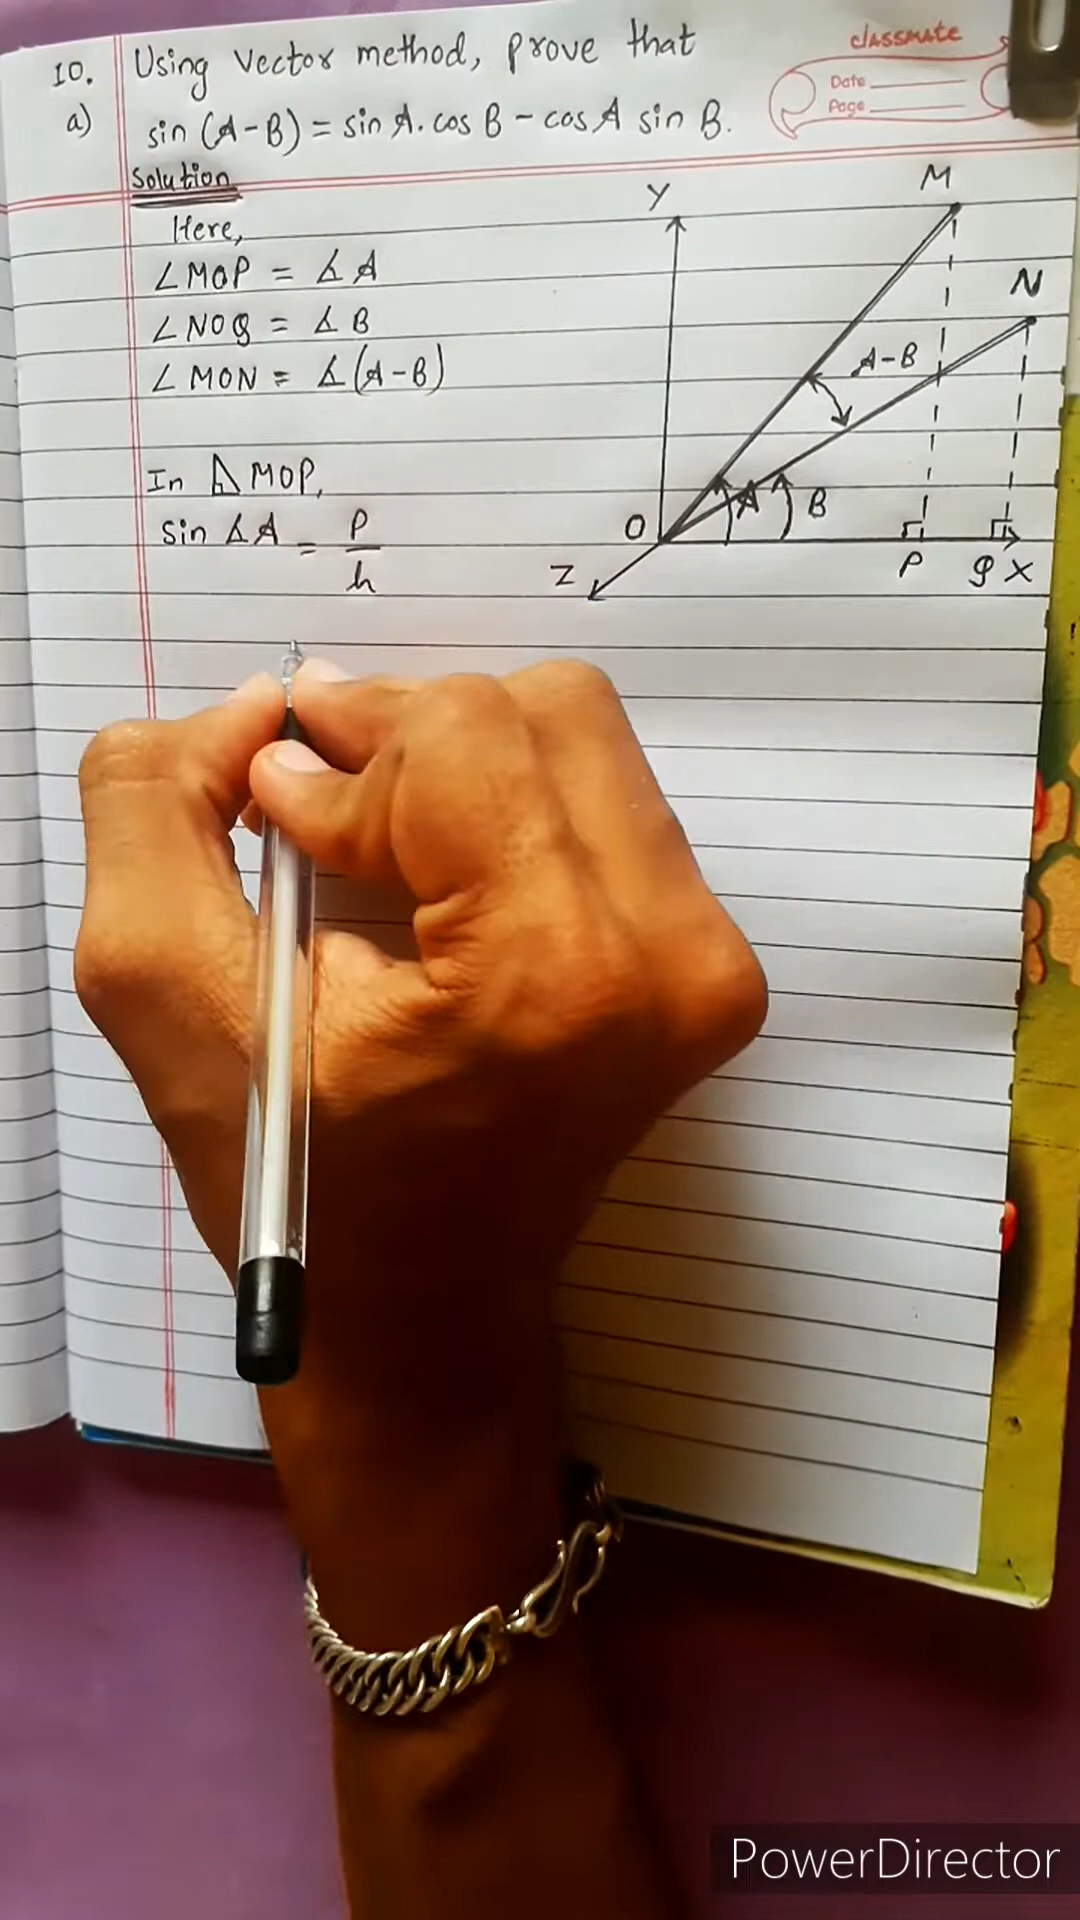 classmate
Date
Page
10. Using vector method, prove that
a) sin (A-B) = sin A. cos B - cos A sin B.
Solution
Here,
∠MOP = ∡A
∠NOQ = ∡B
∠MON = ∡(A-B)
In ⊿MOP,
sin ∡A = P
h
Y
M
N
A-B
A
B
O
Z
P
Q
X
PowerDirector